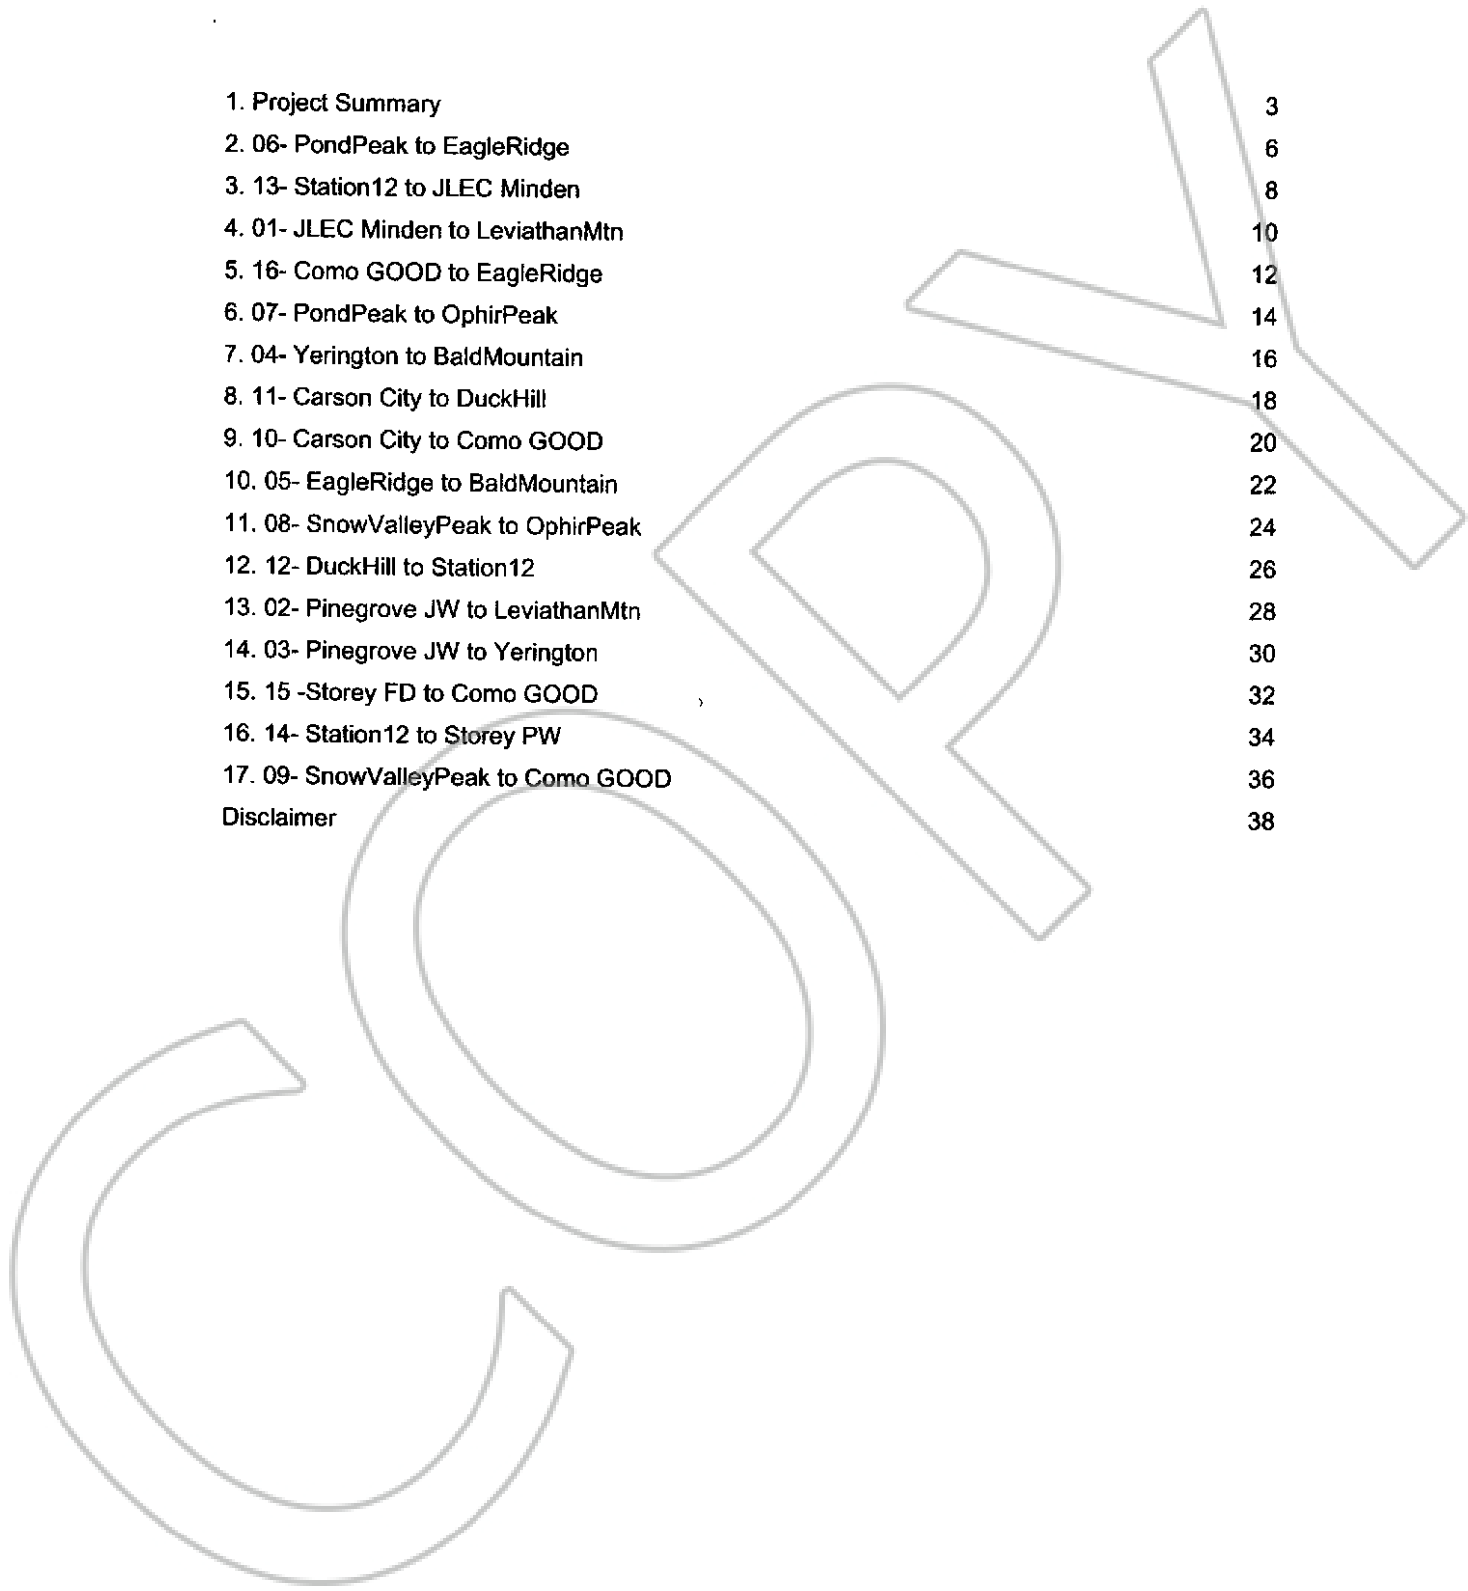 1. Project Summary 3
2. 06- PondPeak to EagleRidge 6
3. 13- Station12 to JLEC Minden 8
4. 01- JLEC Minden to LeviathanMtn 10
5. 16- Como GOOD to EagleRidge 12
6. 07- PondPeak to OphirPeak 14
7. 04- Yerington to BaldMountain 16
8. 11- Carson City to DuckHill 18
9. 10- Carson City to Como GOOD 20
10. 05- EagleRidge to BaldMountain 22
11. 08- SnowValleyPeak to OphirPeak 24
12. 12- DuckHill to Station12 26
13. 02- Pinegrove JW to LeviathanMtn 28
14. 03- Pinegrove JW to Yerington 30
15. 15 -Storey FD to Como GOOD 32
16. 14- Station12 to Storey PW 34
17. 09- SnowValleyPeak to Como GOOD 36
Disclaimer 38
COPY